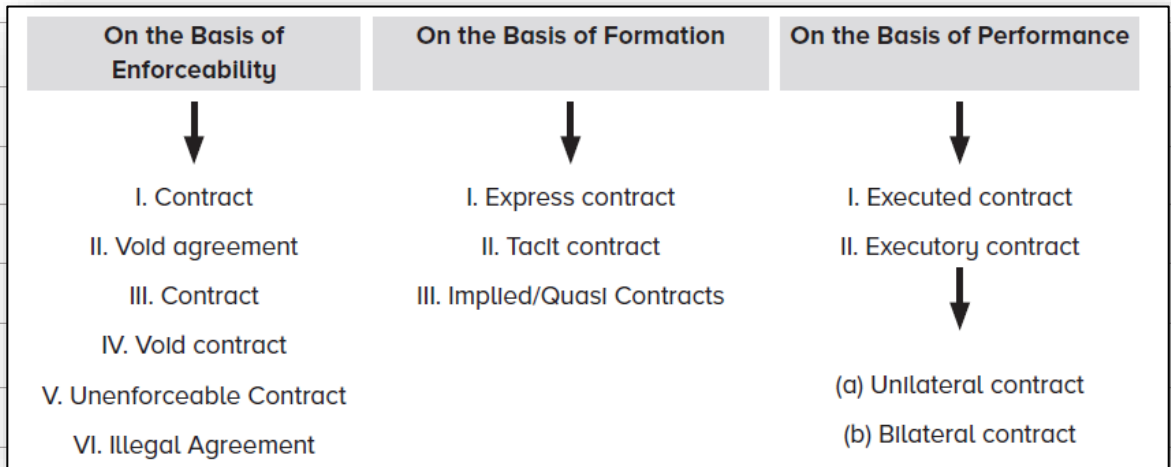 On the Basis of
Enforceability
I. Contract
II. Void agreement
III. Contract
IV. Void contract
V. Unenforceable Contract
VI. Illegal Agreement
On the Basis of Formation
I. Express contract
II. Tacit contract
III. Implied/Quasi Contracts
On the Basis of Performance
I. Executed contract
II. Executory contract
(a) Unilateral contract
(b) Bilateral contract